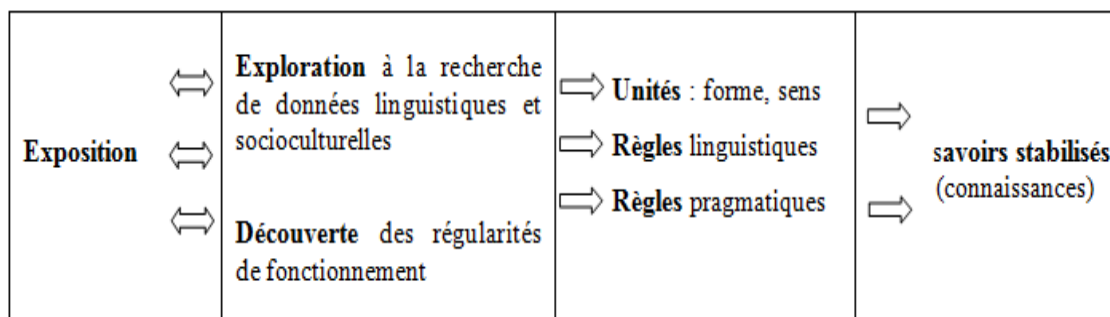 Exposition
Exploration à la recherche
de données linguistiques et
socioculturelles
Découverte des régularités
de fonctionnement
Unités : forme, sens
Règles linguistiques
Règles pragmatiques
savoirs stabilisés
(connaissances)